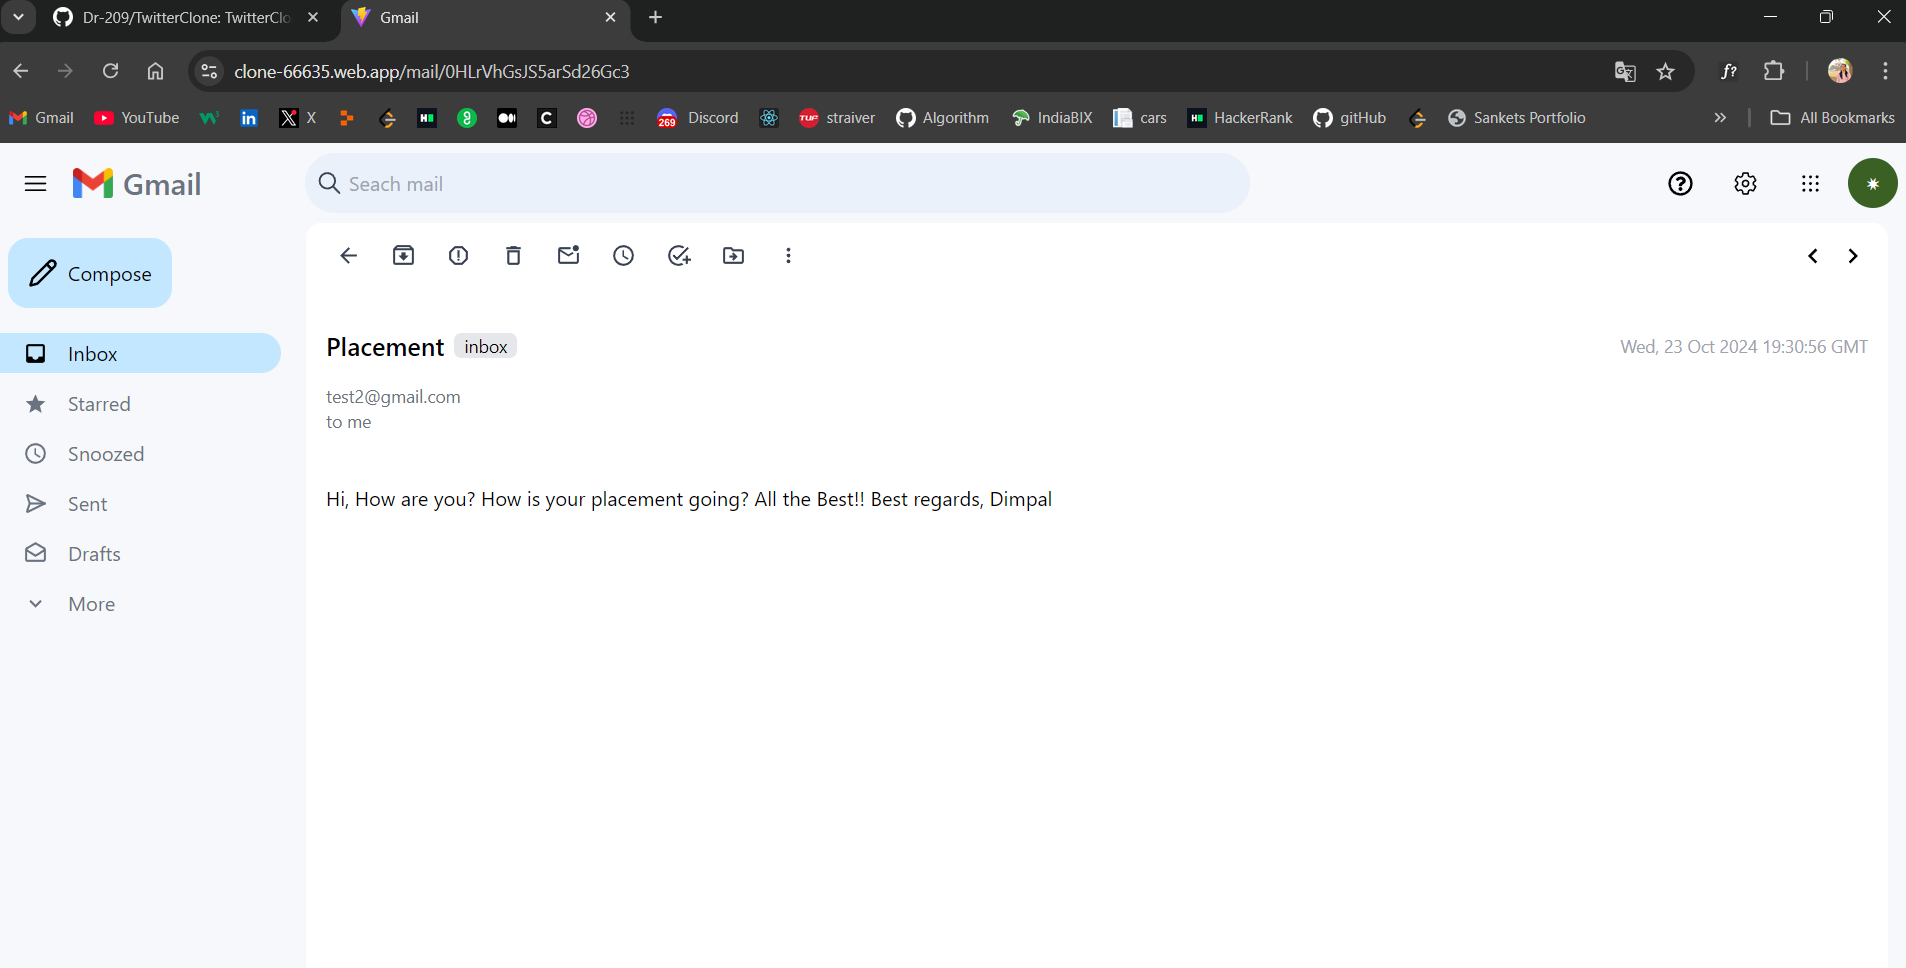 Dr-209/TwitterClone: TwitterClo
Gmail
clone-66635.web.app/mail/0HLrVhGsJS5arSd26Gc3
Gmail YouTube X 269 Discord TUF straiver Algorithm IndiaBIX cars HackerRank gitHub Sankets Portfolio All Bookmarks
Gmail
Seach mail
Compose
Inbox
Starred
Snoozed
Sent
Drafts
More
Placement inbox
Wed, 23 Oct 2024 19:30:56 GMT
test2@gmail.com
to me
Hi, How are you? How is your placement going? All the Best!! Best regards, Dimpal